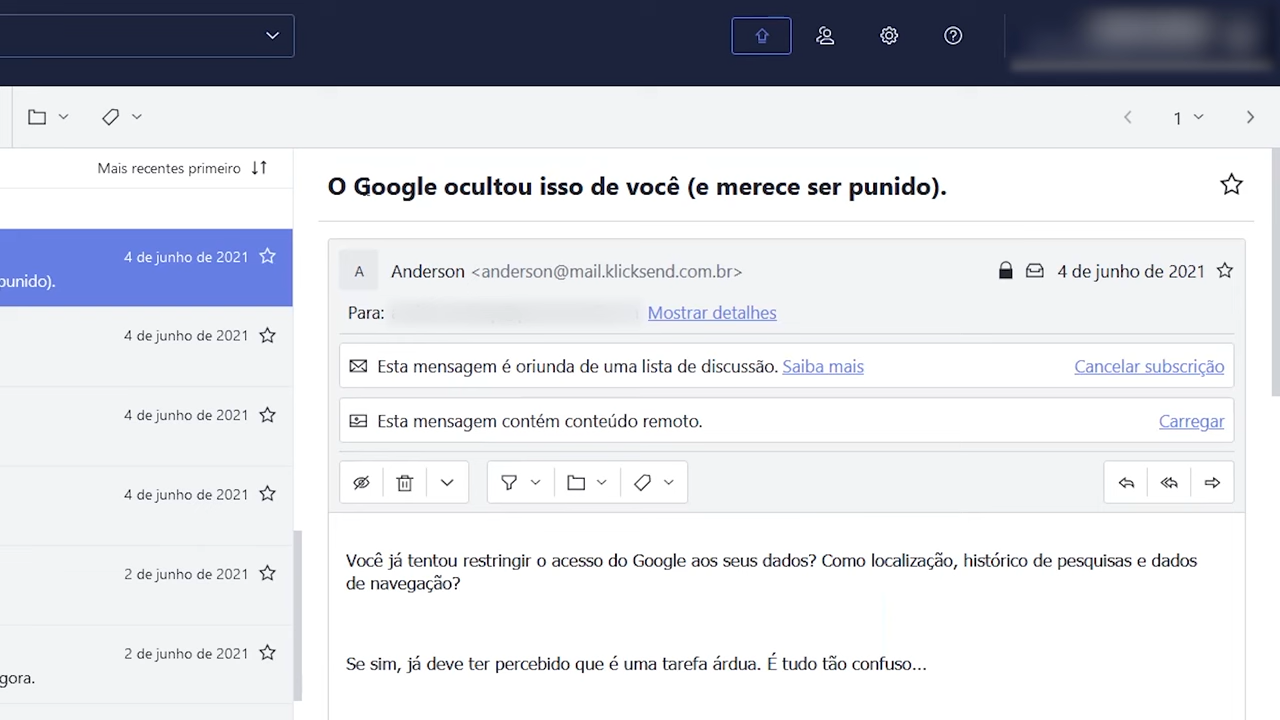 1
Mais recentes primeiro
O Google ocultou isso de você (e merece ser punido).
4 de junho de 2021
punido).
A
Anderson <anderson@mail.klicksend.com.br>
4 de junho de 2021
Para:
Mostrar detalhes
4 de junho de 2021
Esta mensagem é oriunda de uma lista de discussão. Saiba mais
Cancelar subscrição
4 de junho de 2021
Esta mensagem contém conteúdo remoto.
Carregar
4 de junho de 2021
2 de junho de 2021
2 de junho de 2021
gora.
Você já tentou restringir o acesso do Google aos seus dados? Como localização, histórico de pesquisas e dados
de navegação?
Se sim, já deve ter percebido que é uma tarefa árdua. É tudo tão confuso...